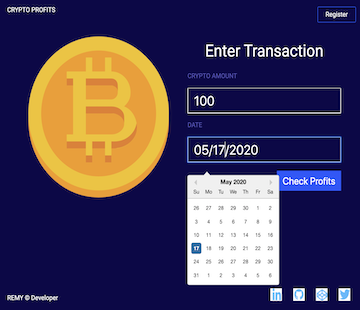 CRYPTO PROFITS
Register
Enter Transaction
CRYPTO AMOUNT
100
DATE
05/17/2020
Check Profits
May 2020
Su Mo Tu We Th Fr Sa
26 27 28 29 30 1 2
3 4 5 6 7 8 9
10 11 12 13 14 15 16
17 18 19 20 21 22 23
24 25 26 27 28 29 30
31 1 2 3 4 5 6
REMY © Developer